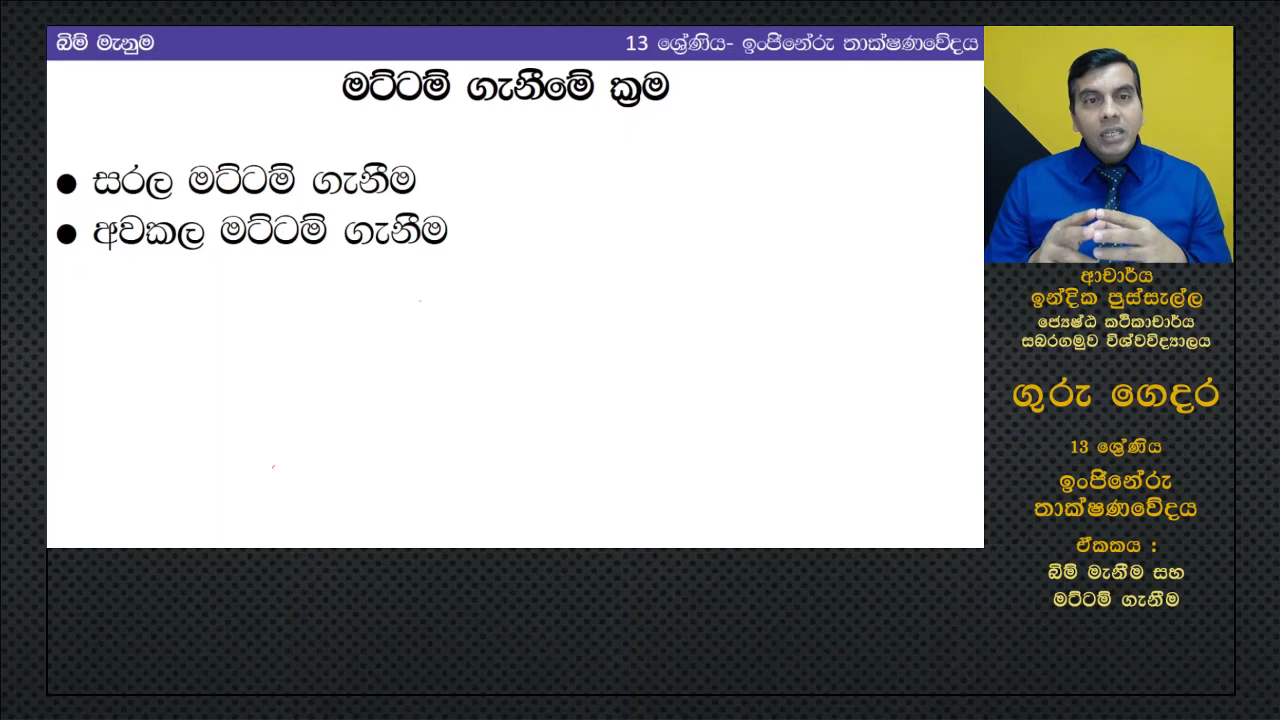 බිම් මැනුම
13 ශ්‍රේණිය- ඉංජිනේරු තාක්ෂණවේදය
මට්ටම් ගැනීමේ ක්‍රම
● සරල මට්ටම් ගැනීම
● අවකල මට්ටම් ගැනීම
ආචාර්ය
ඉන්දික පුස්සැල්ල
ජ්‍යෙෂ්ඨ කථිකාචාර්ය
සබරගමුව විශ්වවිද්‍යාලය
ගුරු ගෙදර
13 ශ්‍රේණිය
ඉංජිනේරු
තාක්ෂණවේදය
ඒකකය :
බිම් මැනීම සහ
මට්ටම් ගැනීම